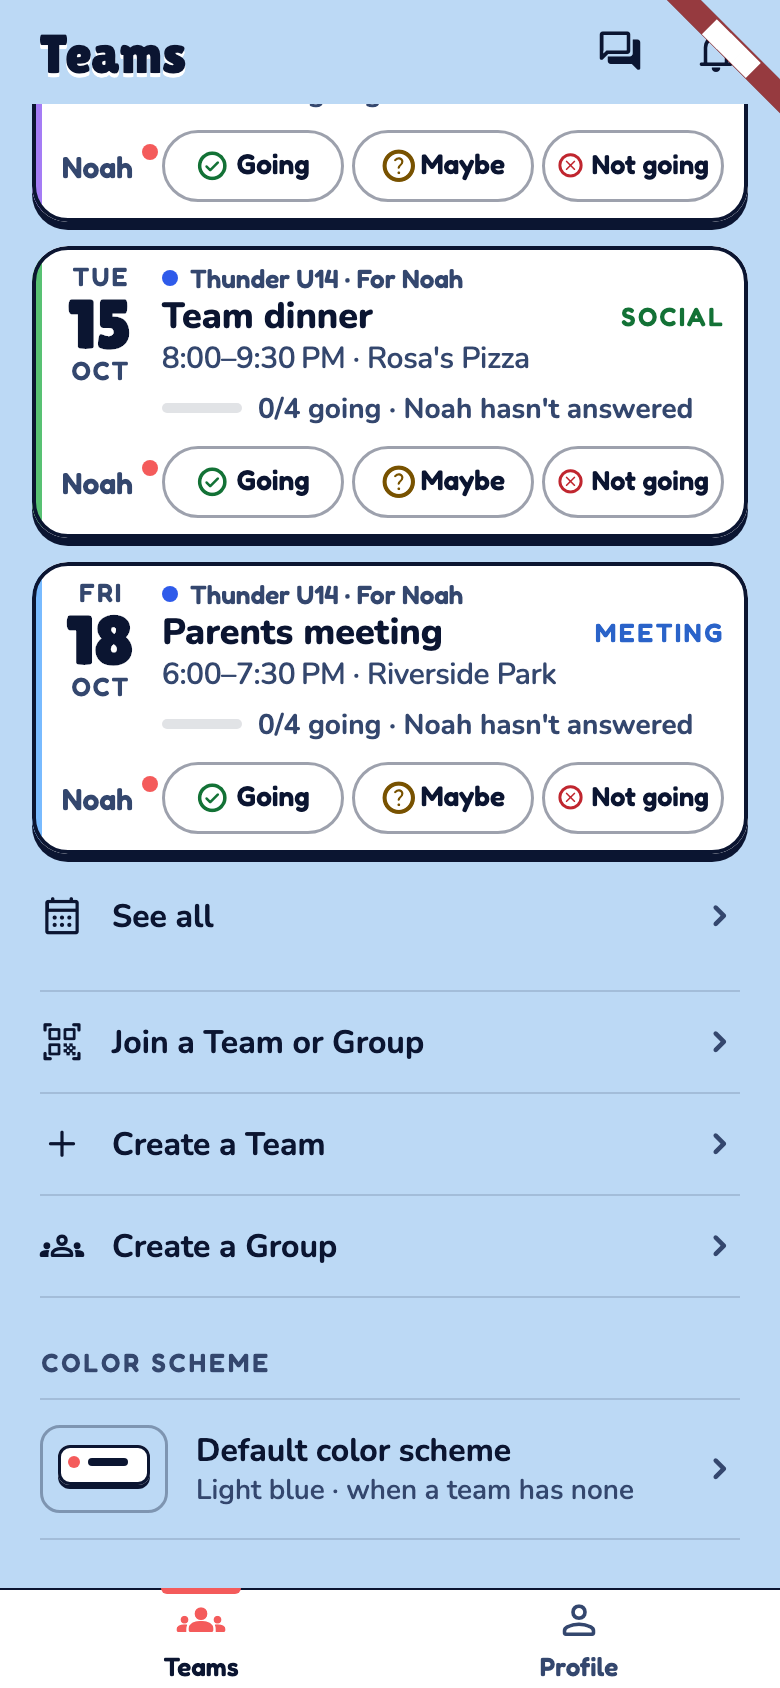 Teams
Noah
Going
Maybe
Not going
TUE
15
OCT
Thunder U14 · For Noah
Team dinner
SOCIAL
8:00–9:30 PM · Rosa's Pizza
0/4 going · Noah hasn't answered
Noah
Going
Maybe
Not going
FRI
18
OCT
Thunder U14 · For Noah
Parents meeting
MEETING
6:00–7:30 PM · Riverside Park
0/4 going · Noah hasn't answered
Noah
Going
Maybe
Not going
See all
Join a Team or Group
Create a Team
Create a Group
COLOR SCHEME
Default color scheme
Light blue · when a team has none
Teams
Profile